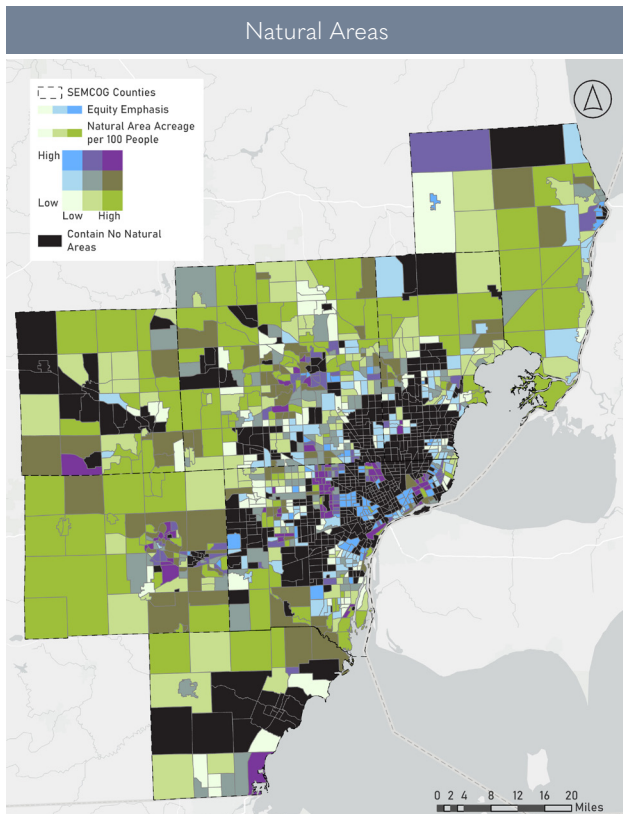 Natural Areas
SEMCOG Counties
Equity Emphasis
Natural Area Acreage
per 100 People
High
Low
Low High
Contain No Natural
Areas
0 2 4 8 12 16 20
Miles